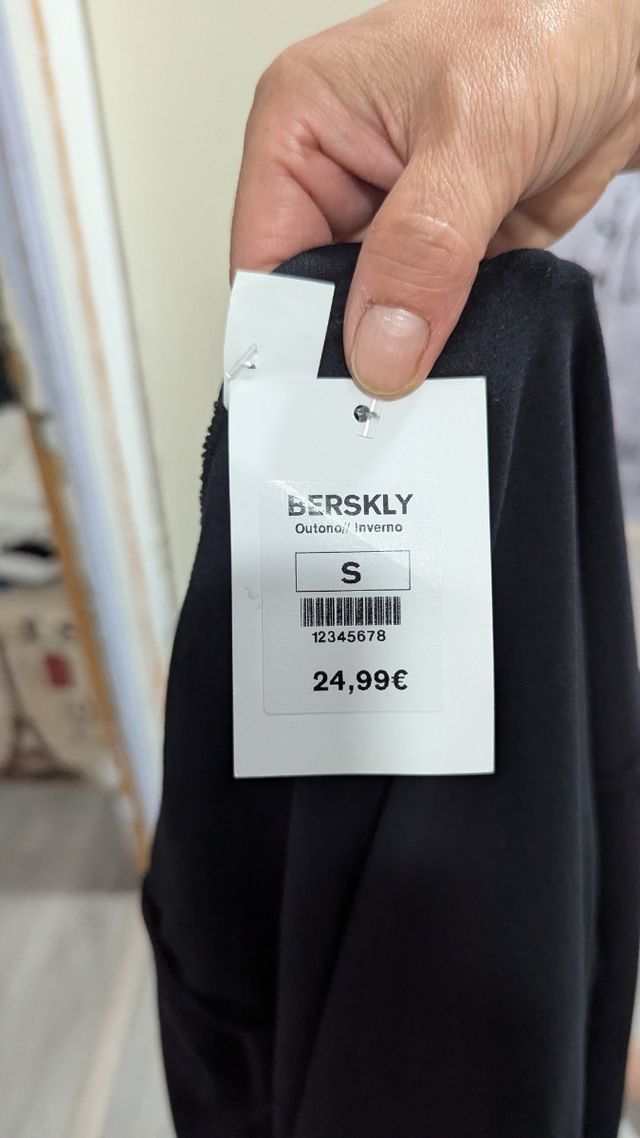 BERSKLY
Outono// Inverno
S
12345678
24,99€